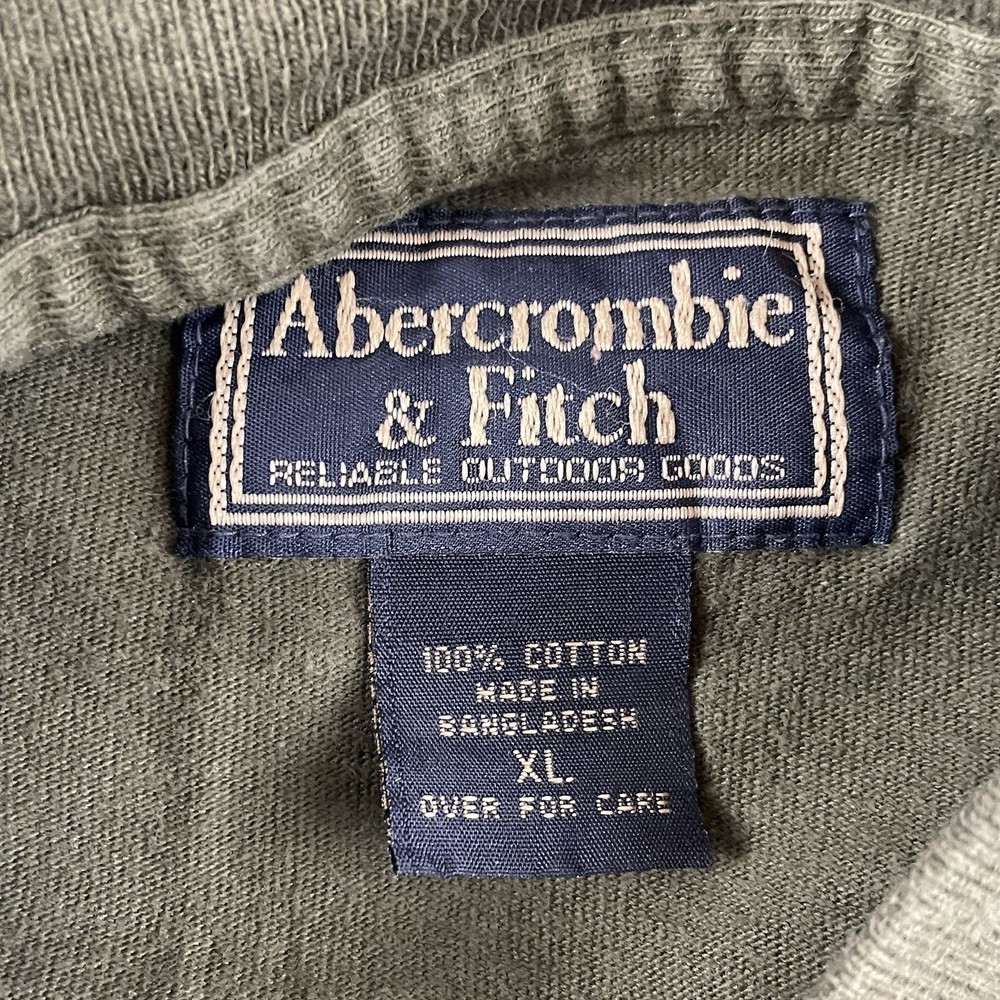 Abercrombie
& Fitch
RELIABLE OUTDOOR GOODS
100% COTTON
MADE IN
BANGLADESH
XL.
OVER FOR CARE